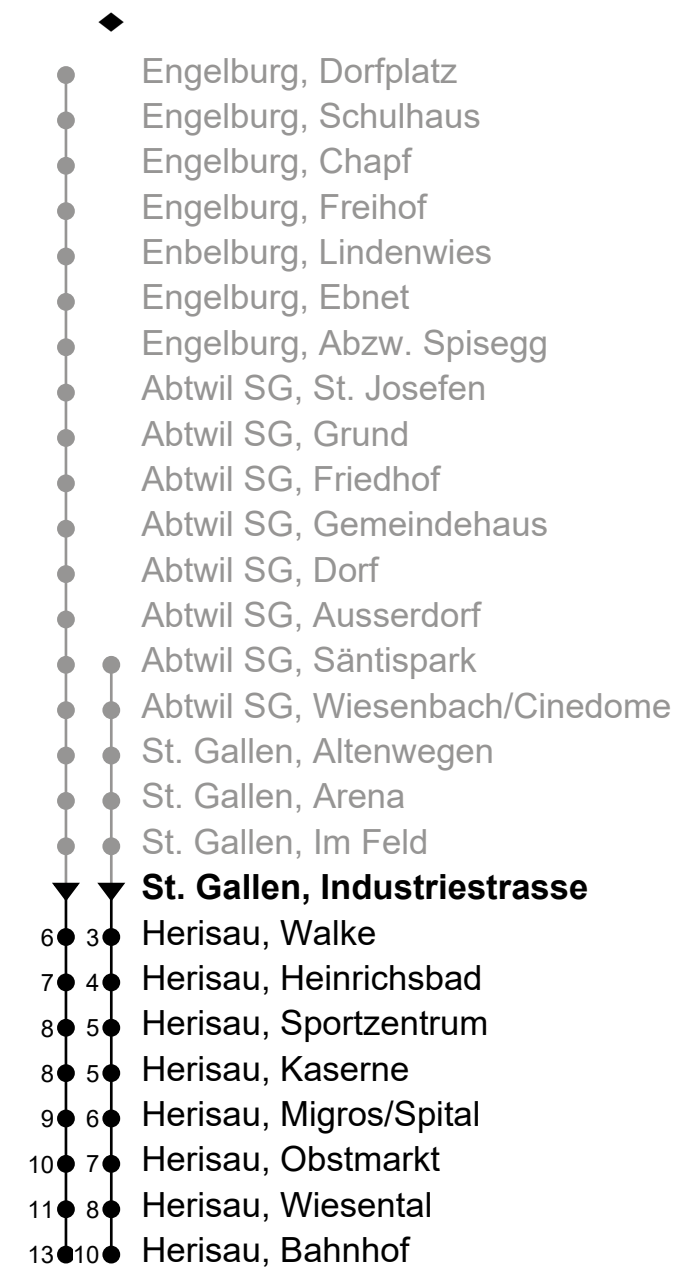 Engelburg, Dorfplatz
Engelburg, Schulhaus
Engelburg, Chapf
Engelburg, Freihof
Enbelburg, Lindenwies
Engelburg, Ebnet
Engelburg, Abzw. Spisegg
Abtwil SG, St. Josefen
Abtwil SG, Grund
Abtwil SG, Friedhof
Abtwil SG, Gemeindehaus
Abtwil SG, Dorf
Abtwil SG, Ausserdorf
Abtwil SG, Säntispark
Abtwil SG, Wiesenbach/Cinedome
St. Gallen, Altenwegen
St. Gallen, Arena
St. Gallen, Im Feld
St. Gallen, Industriestrasse
6 3 Herisau, Walke
7 4 Herisau, Heinrichsbad
8 5 Herisau, Sportzentrum
8 5 Herisau, Kaserne
9 6 Herisau, Migros/Spital
10 7 Herisau, Obstmarkt
11 8 Herisau, Wiesental
13 10 Herisau, Bahnhof